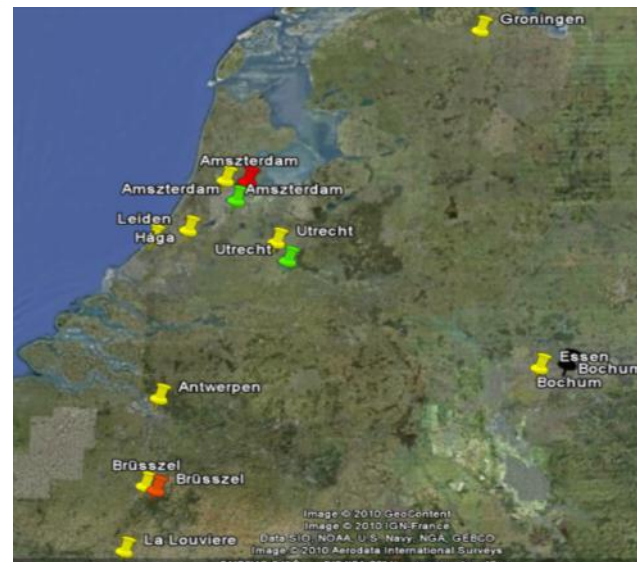 Groningen
Amszterdam
Amszterdam
Amszterdam
Leiden
Hága
Utrecht
Utrecht
Essen
Bochum
Bochum
Antwerpen
Brüsszel
Brüsszel
La Louviere
Image © 2010 GeoContent
Image © 2010 IGN-France
Data SIO, NOAA, U.S. Navy, NGA, GEBCO
Image © 2010 Aerodata International Surveys